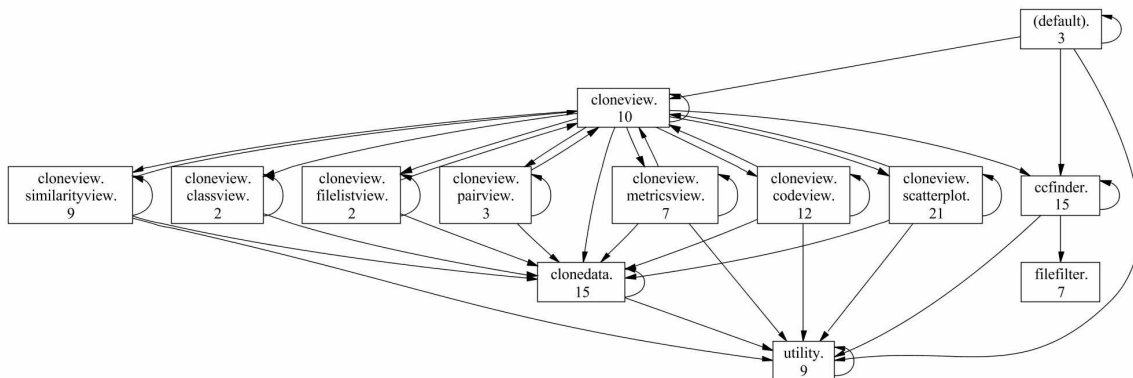 (default).
3
cloneview.
10
cloneview.
similarityview.
9
cloneview.
classview.
2
cloneview.
filelistview.
2
cloneview.
pairview.
3
cloneview.
metricsview.
7
cloneview.
codeview.
12
cloneview.
scatterplot.
21
ccfinder.
15
clonedata.
15
filefilter.
7
utility.
9